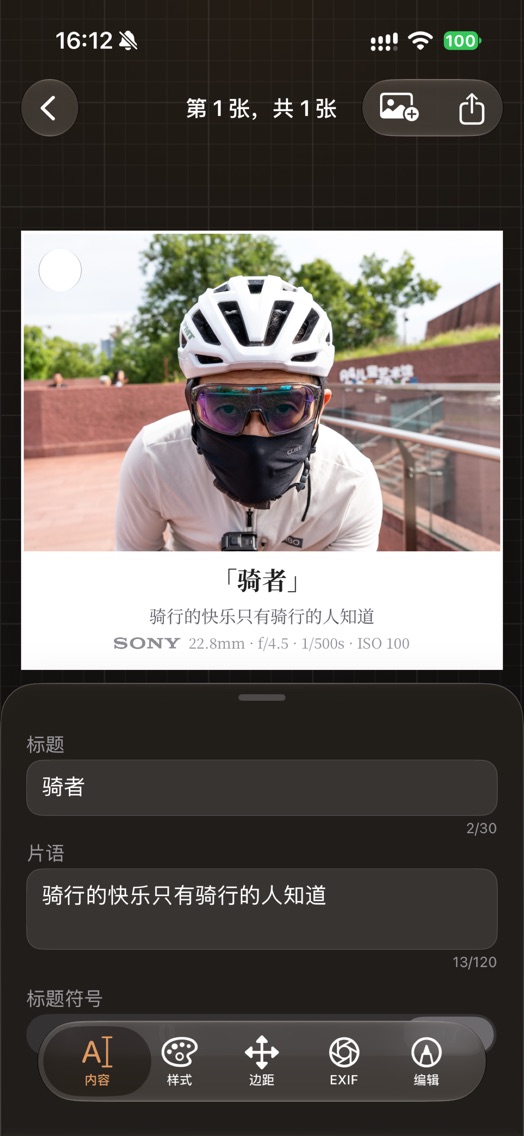 16:12
100
第 1 张，共 1 张
「骑者」
骑行的快乐只有骑行的人知道
SONY 22.8mm · f/4.5 · 1/500s · ISO 100
标题
骑者
2/30
片语
骑行的快乐只有骑行的人知道
13/120
标题符号
内容
样式
边距
EXIF
编辑